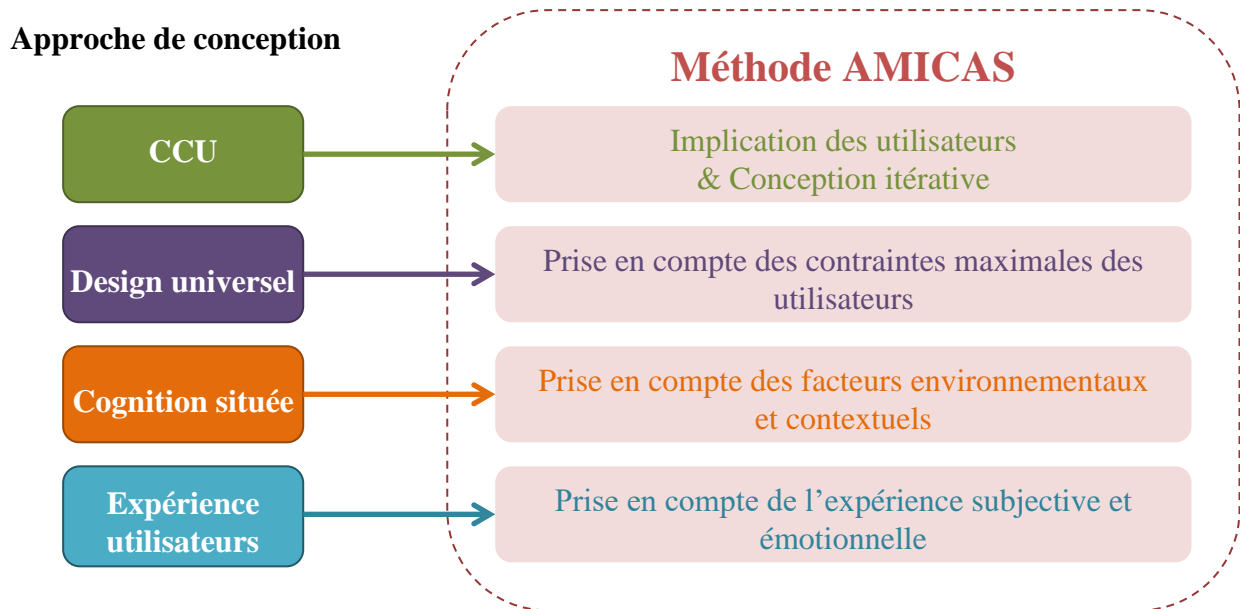 Approche de conception
Méthode AMICAS
CCU
Implication des utilisateurs
& Conception itérative
Design universel
Prise en compte des contraintes maximales des
utilisateurs
Cognition située
Prise en compte des facteurs environnementaux
et contextuels
Expérience
utilisateurs
Prise en compte de l’expérience subjective et
émotionnelle